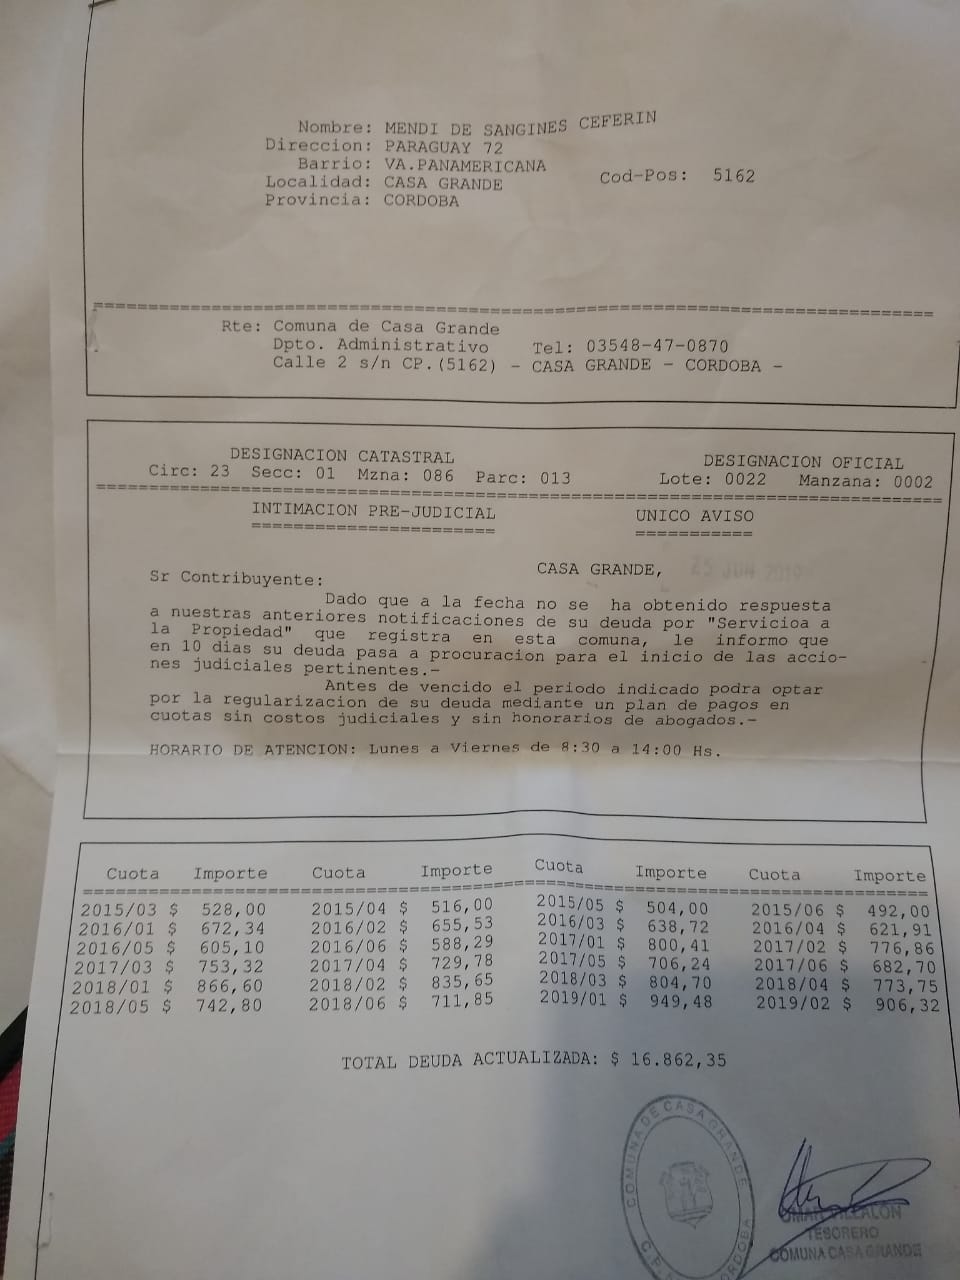 Nombre: MENDI DE SANGINES CEFERIN
Direccion: PARAGUAY 72
Barrio: VA.PANAMERICANA
Localidad: CASA GRANDE Cod-Pos: 5162
Provincia: CORDOBA
Rte: Comuna de Casa Grande
Dpto. Administrativo Tel: 03548-47-0870
Calle 2 s/n CP.(5162) - CASA GRANDE - CORDOBA -
DESIGNACION CATASTRAL DESIGNACION OFICIAL
Circ: 23 Secc: 01 Mzna: 086 Parc: 013 Lote: 0022 Manzana: 0002
INTIMACION PRE-JUDICIAL UNICO AVISO
CASA GRANDE, 25 JUN 2019
Sr Contribuyente:
Dado que a la fecha no se ha obtenido respuesta
a nuestras anteriores notificaciones de su deuda por "Servicioa a
la Propiedad" que registra en esta comuna, le informo que
en 10 dias su deuda pasa a procuracion para el inicio de las accio-
nes judiciales pertinentes.-
Antes de vencido el periodo indicado podra optar
por la regularizacion de su deuda mediante un plan de pagos en
cuotas sin costos judiciales y sin honorarios de abogados.-
HORARIO DE ATENCION: Lunes a Viernes de 8:30 a 14:00 Hs.
Cuota Importe Cuota Importe Cuota Importe Cuota Importe
2015/03 $ 528,00 2015/04 $ 516,00 2015/05 $ 504,00 2015/06 $ 492,00
2016/01 $ 672,34 2016/02 $ 655,53 2016/03 $ 638,72 2016/04 $ 621,91
2016/05 $ 605,10 2016/06 $ 588,29 2017/01 $ 800,41 2017/02 $ 776,86
2017/03 $ 753,32 2017/04 $ 729,78 2017/05 $ 706,24 2017/06 $ 682,70
2018/01 $ 866,60 2018/02 $ 835,65 2018/03 $ 804,70 2018/04 $ 773,75
2018/05 $ 742,80 2018/06 $ 711,85 2019/01 $ 949,48 2019/02 $ 906,32
TOTAL DEUDA ACTUALIZADA: $ 16.862,35
COMUNA DE CASA GRANDE
OMAR VILLALON
TESORERO
COMUNA CASA GRANDE